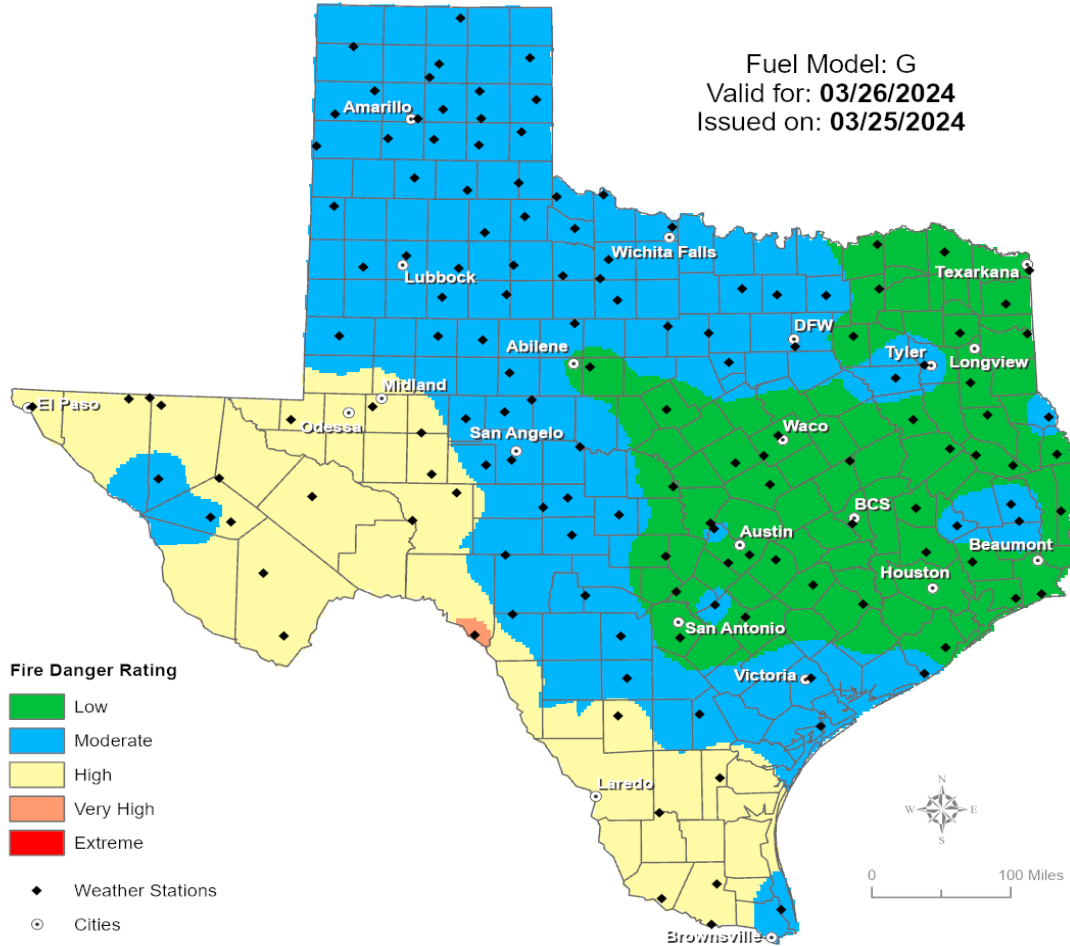 Fuel Model: G
Valid for: 03/26/2024
Issued on: 03/25/2024
Amarillo
Wichita Falls
Lubbock
Texarkana
DFW
Abilene
Tyler
Longview
Midland
El Paso
Odessa
San Angelo
Waco
BCS
Austin
Beaumont
Houston
San Antonio
Victoria
Fire Danger Rating
Low
Moderate
High
Very High
Extreme
Weather Stations
Cities
Laredo
Brownsville
N
W E
S
0 100 Miles